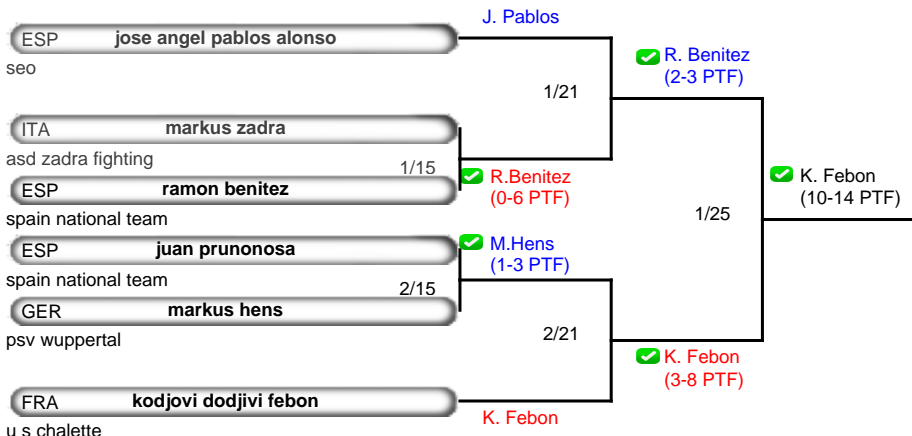 J. Pablos
ESP jose angel pablos alonso
seo
R. Benitez
(2-3 PTF)
1/21
ITA markus zadra
asd zadra fighting
1/15
ESP ramon benitez
spain national team
R.Benitez
(0-6 PTF)
K. Febon
(10-14 PTF)
1/25
ESP juan prunonosa
spain national team
M.Hens
(1-3 PTF)
2/15
GER markus hens
psv wuppertal
2/21
K. Febon
(3-8 PTF)
FRA kodjovi dodjivi febon
u s chalette
K. Febon